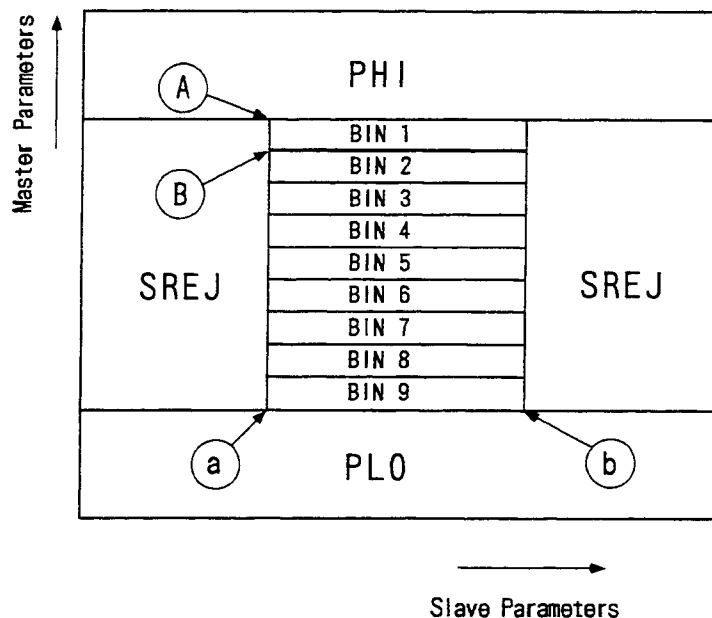 Master Parameters
PHI
A
BIN 1
B
BIN 2
BIN 3
BIN 4
SREJ
BIN 5
SREJ
BIN 6
BIN 7
BIN 8
BIN 9
a
PLO
b
Slave Parameters